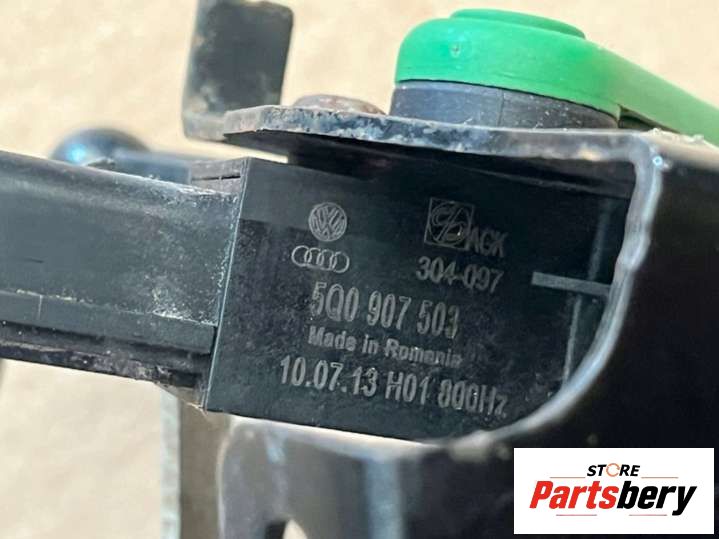 ACK
304-097
5Q0 907 503
Made in Romania
10.07.13 H01 800Hz
STORE
Partsbery